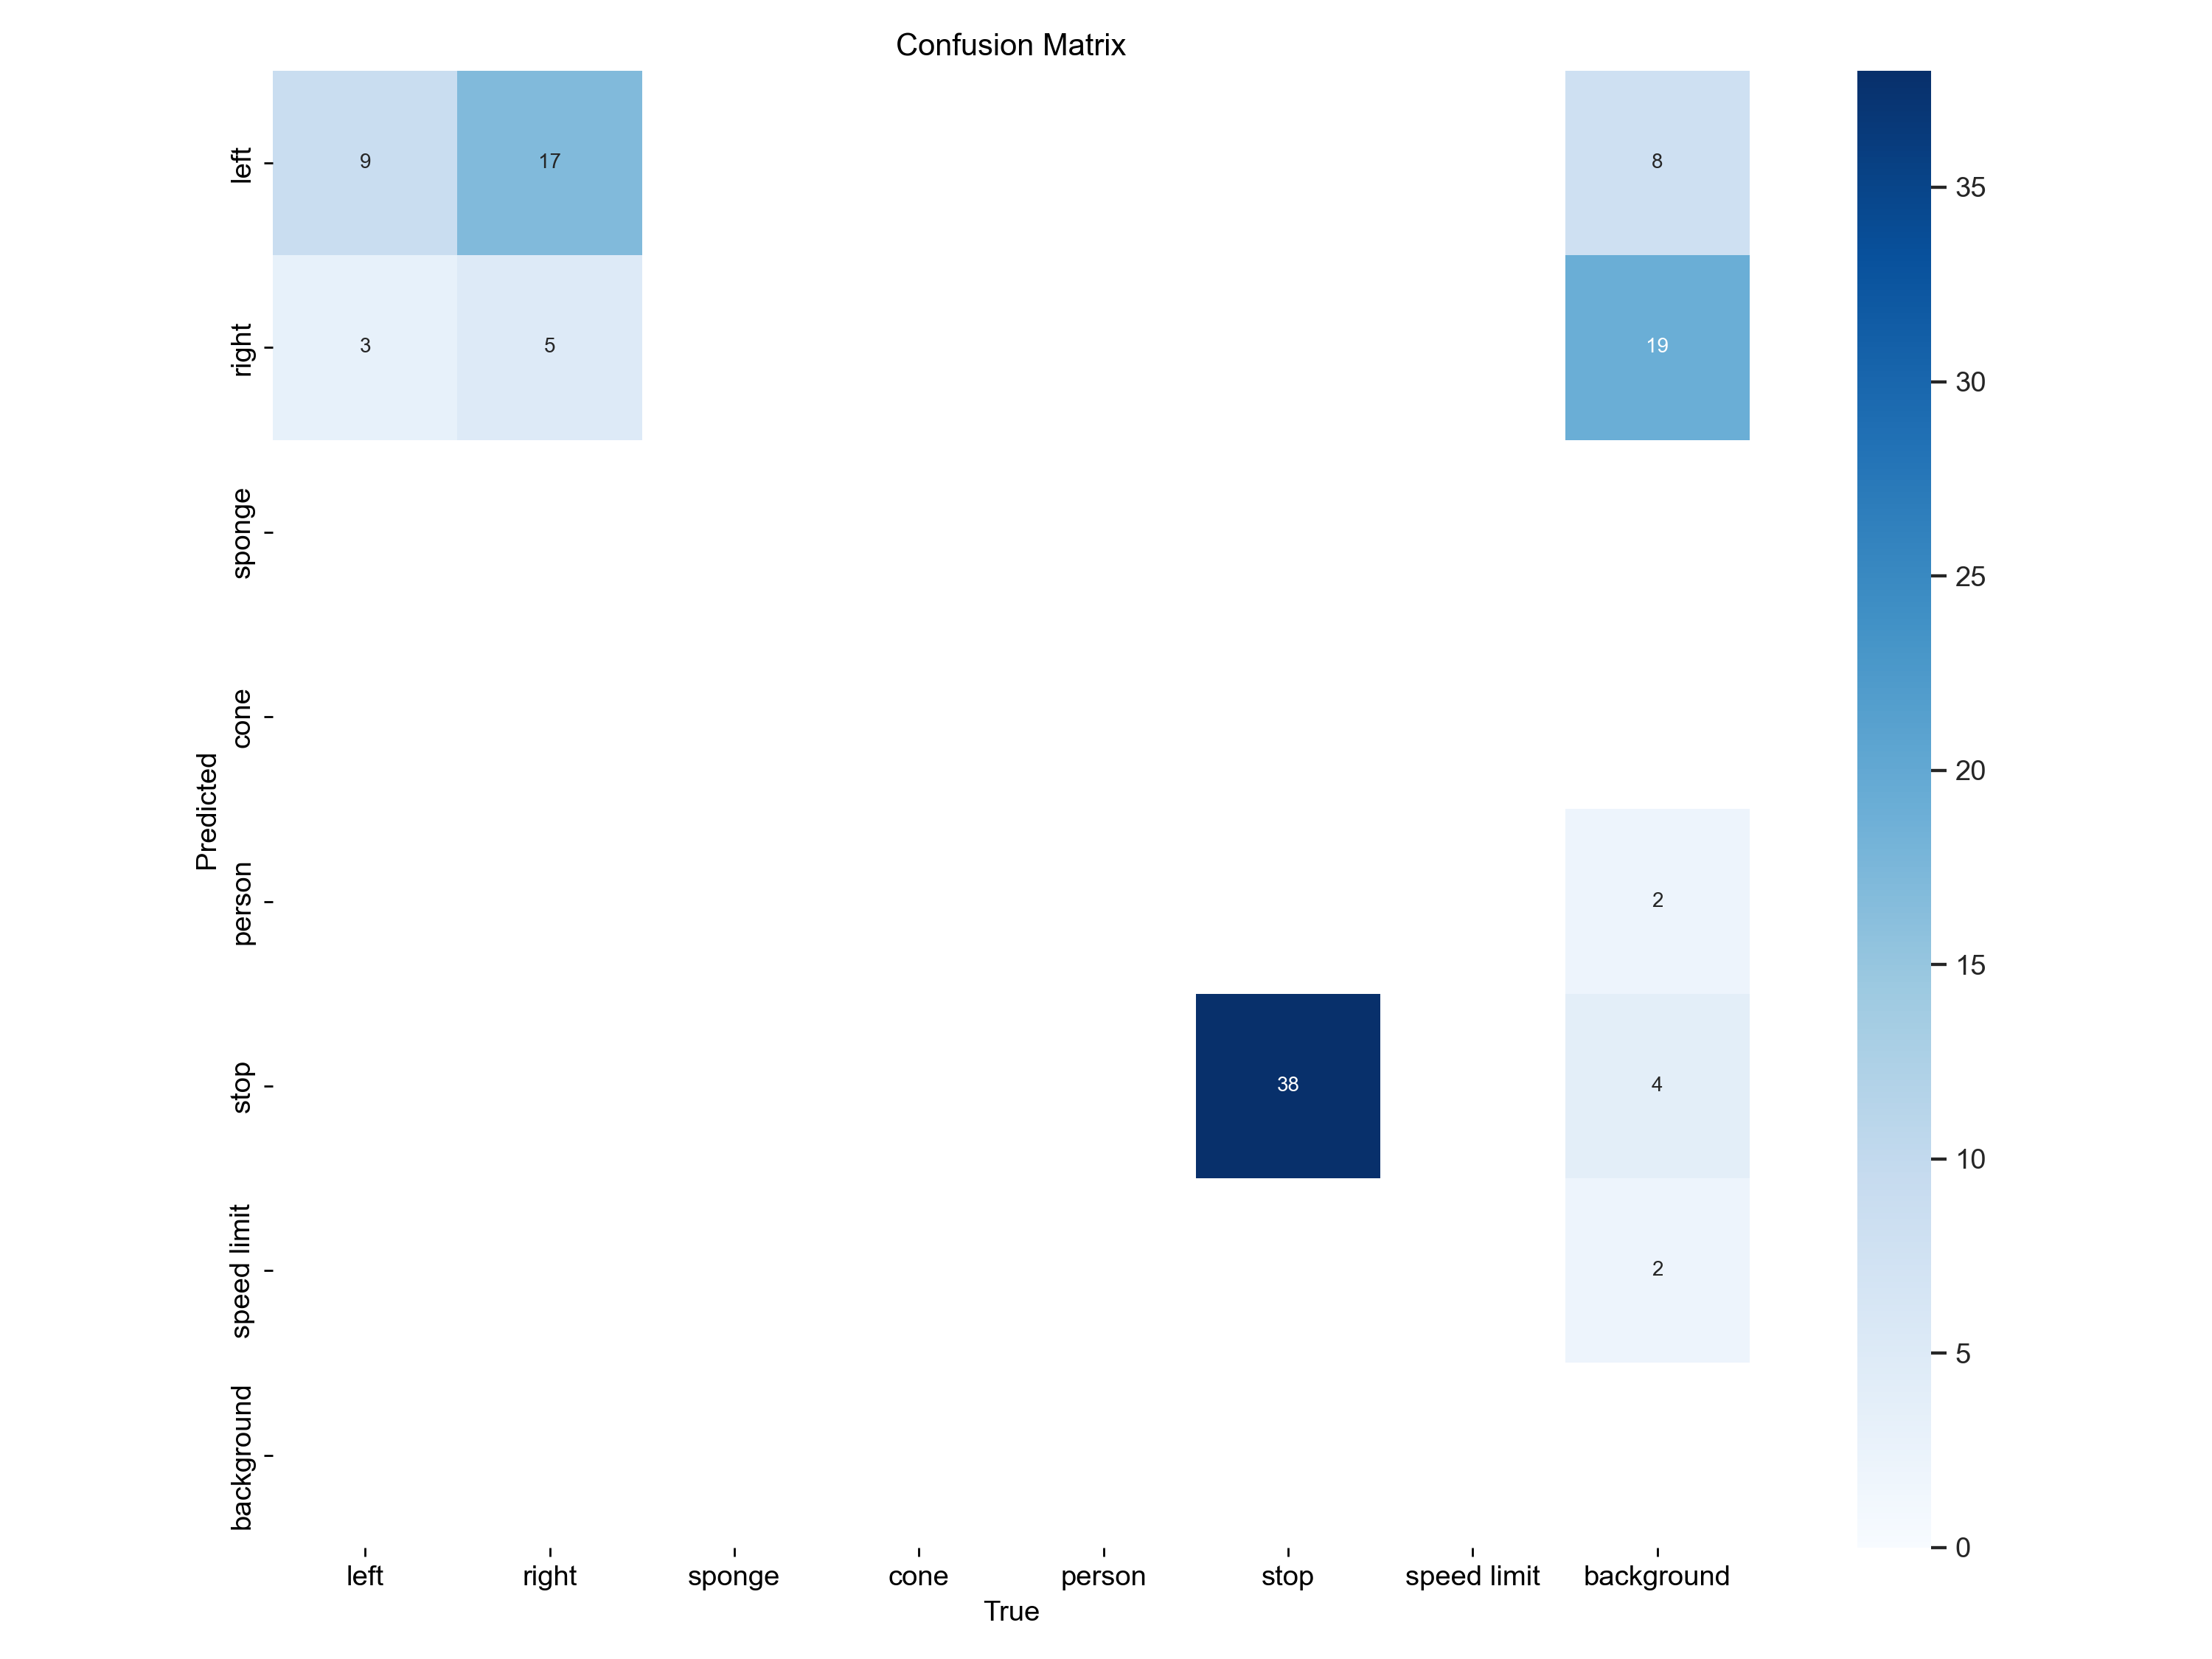 Confusion Matrix
left
9
17
8
right
3
5
19
sponge
cone
person
2
stop
38
4
speed limit
2
background
Predicted
left
right
sponge
cone
person
stop
speed limit
background
True
35
30
25
20
15
10
5
0